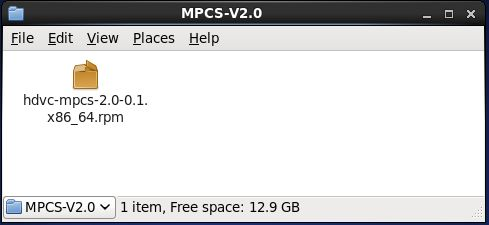 MPCS-V2.0
File Edit View Places Help
hdvc-mpcs-2.0-0.1.
x86_64.rpm
MPCS-V2.0 1 item, Free space: 12.9 GB